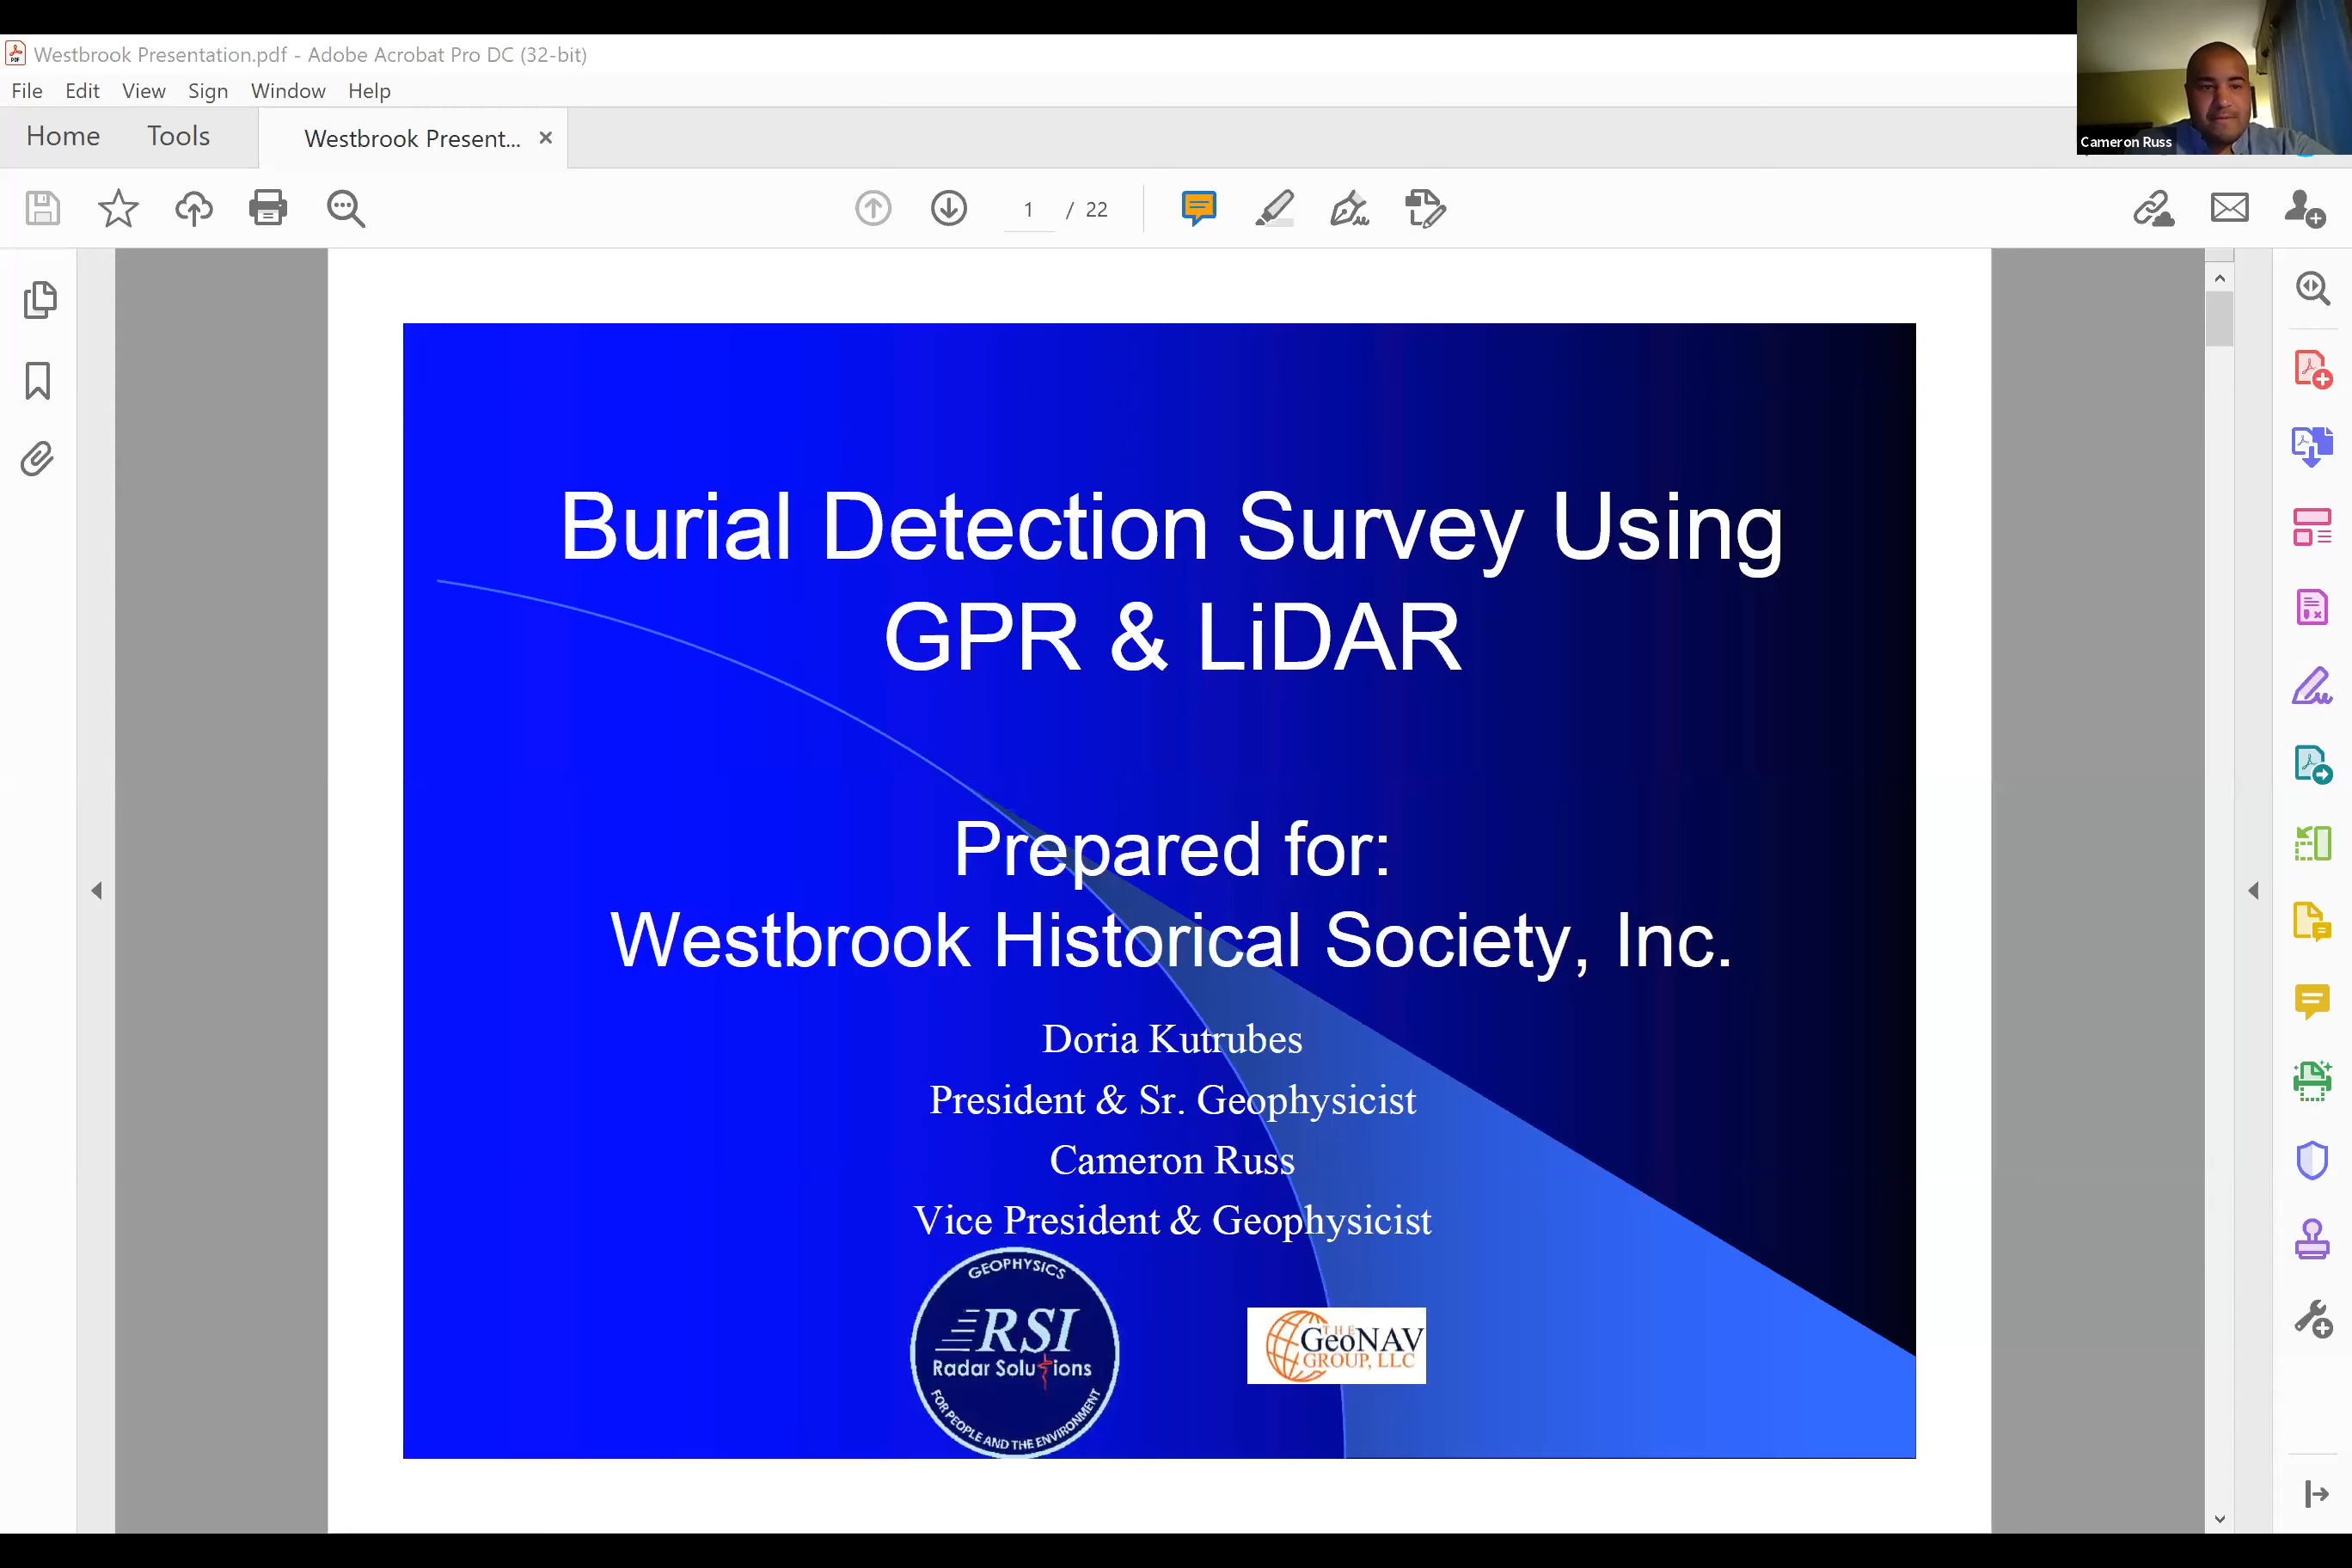 Westbrook Presentation.pdf - Adobe Acrobat Pro DC (32-bit)
File Edit View Sign Window Help
Home Tools Westbrook Present... ×
1 / 22
Cameron Russ
Burial Detection Survey Using
GPR & LiDAR
Prepared for:
Westbrook Historical Society, Inc.
Doria Kutrubes
President & Sr. Geophysicist
Cameron Russ
Vice President & Geophysicist
GEOPHYSICS
RSI
Radar Solutions
FOR PEOPLE AND THE ENVIRONMENT
THE
GeoNAV
GROUP, LLC